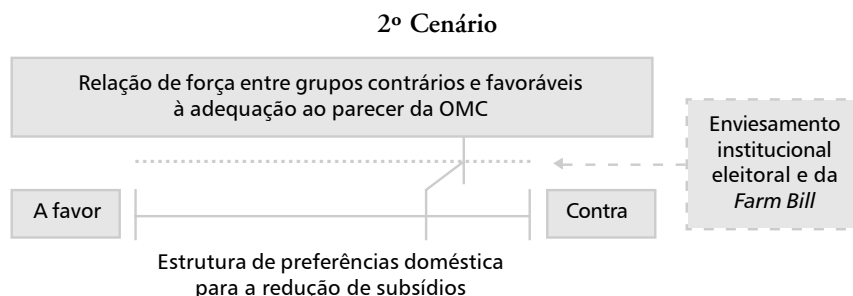 2º Cenário
Relação de força entre grupos contrários e favoráveis
à adequação ao parecer da OMC
Enviesamento
institucional
eleitoral e da
Farm Bill
A favor
Contra
Estrutura de preferências doméstica
para a redução de subsídios